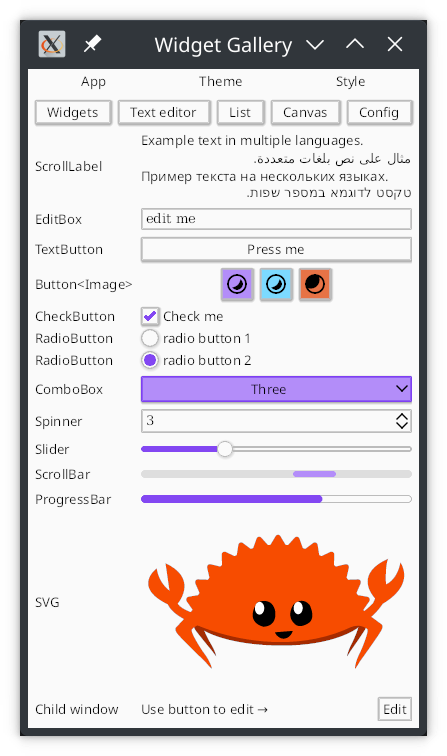 Widget Gallery
App Theme Style
Widgets Text editor List Canvas Config
ScrollLabel
Example text in multiple languages.
مثال على نص بلغات متعددة.
Пример текста на нескольких языках.
טקסט לדוגמא במספר שפות.
EditBox edit me
TextButton Press me
Button<Image>
CheckButton Check me
RadioButton radio button 1
RadioButton radio button 2
ComboBox Three
Spinner 3
Slider
ScrollBar
ProgressBar
SVG
Child window Use button to edit → Edit